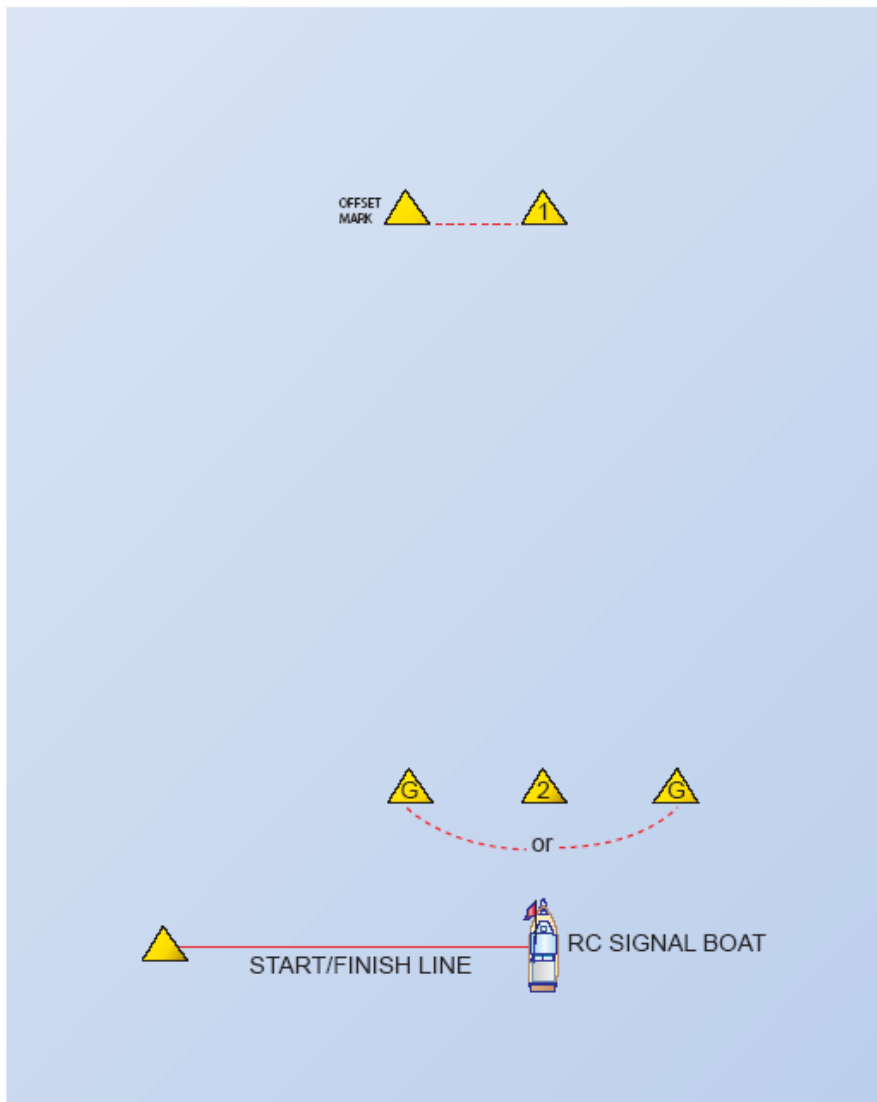 OFFSET
MARK
1
G
2
G
or
RC SIGNAL BOAT
START/FINISH LINE